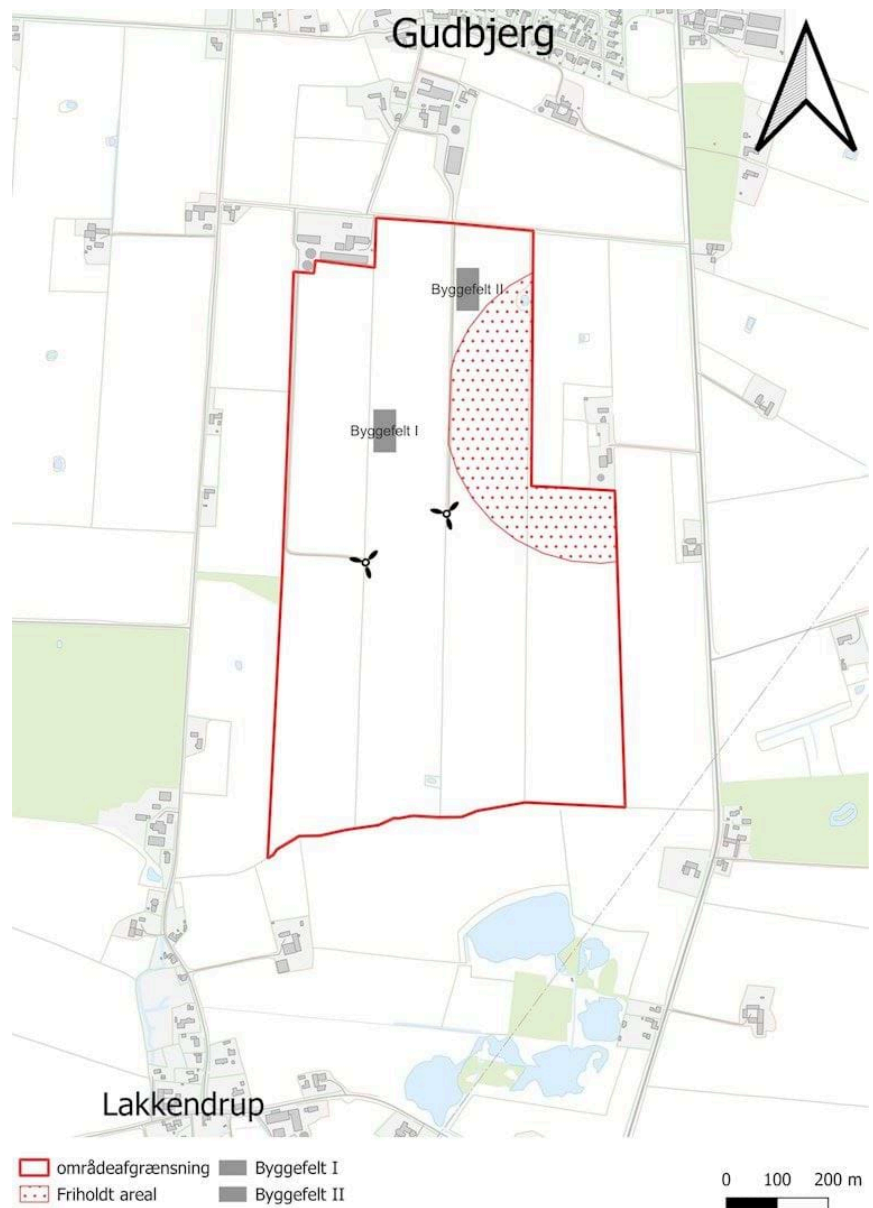 Gudbjerg
Byggefelt II
Byggefelt I
Lakkendrup
områdeafgrænsning
Byggefelt I
Friholdt areal
Byggefelt II
0 100 200 m